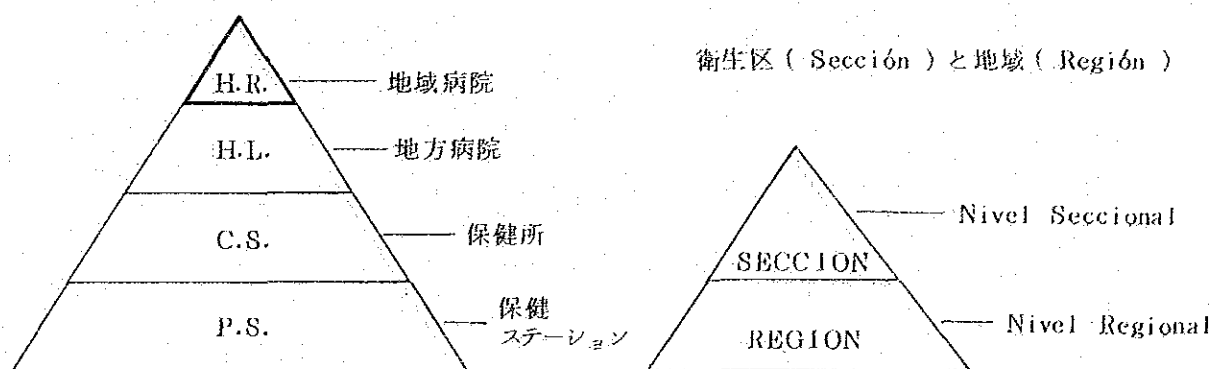 H.R.
地域病院
H.L.
地方病院
C.S.
保健所
P.S.
保健
ステーション
衛生区 ( Sección ) と地域 ( Región )
SECCION
Nivel Seccional
REGION
Nivel Regional